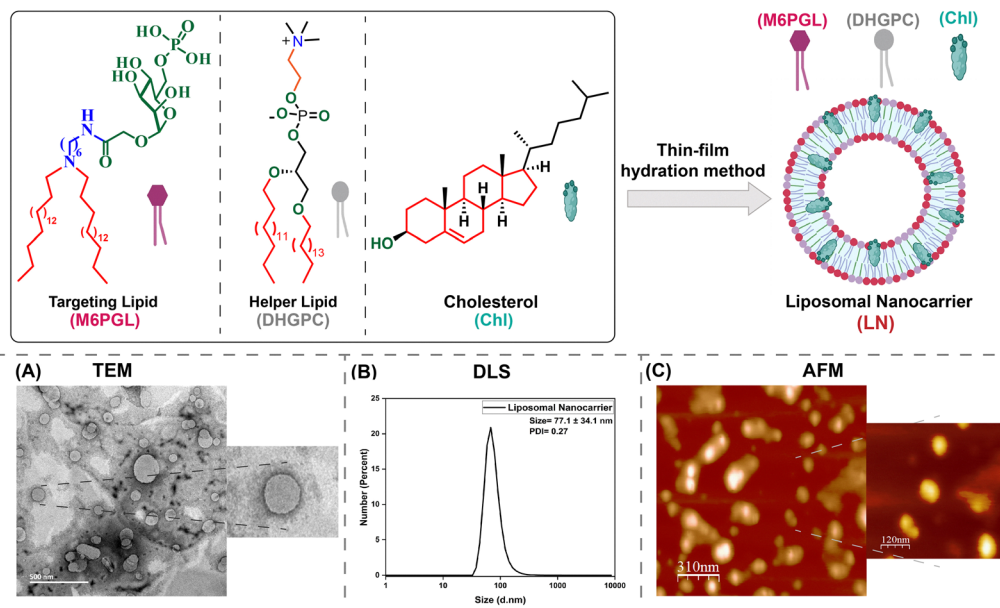 HO
O
P
OH
OH
HO
HO
OH
O
O
H
N
O
O
( )6
N
( )12
( )12
Targeting Lipid
(M6PGL)
+
N
O
-O
P
O
O
O
O
( )11
( )13
Helper Lipid
(DHGPC)
H
H
H
H
HO
Cholesterol
(Chl)
Thin-film
hydration method
(M6PGL)
(DHGPC)
(Chl)
Liposomal Nanocarrier
(LN)
(A) TEM
500 nm
(B) DLS
Liposomal Nanocarrier
Size= 77.1 ± 34.1 nm
PDI= 0.27
Number (Percent)
25
20
15
10
5
0
1 10 100 1000 10000
Size (d.nm)
(C) AFM
310nm
120nm